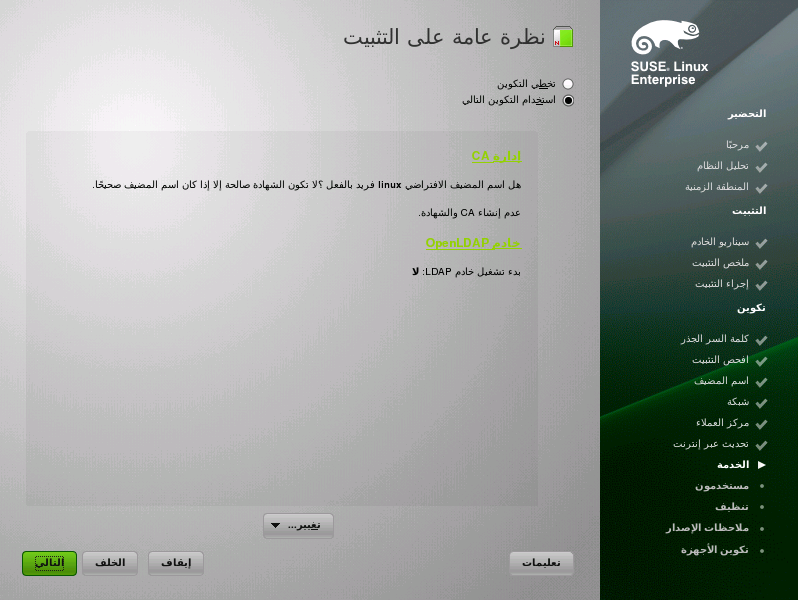 نظرة عامة على التثبيت
تخطي التكوين
استخدام التكوين التالي
إدارة CA
هل اسم المضيف الافتراضي linux فريد بالفعل ؟لا تكون الشهادة صالحة إلا إذا كان اسم المضيف صحيحًا.
عدم إنشاء CA والشهادة.
خادم OpenLDAP
بدء تشغيل خادم LDAP: لا
تغيير...
تعليمات
إيقاف
الخلف
التالي
SUSE® Linux
Enterprise
التحضير
مرحبًا
تحليل النظام
المنطقة الزمنية
التثبيت
سيناريو الخادم
ملخص التثبيت
إجراء التثبيت
تكوين
كلمة السر الجذر
افحص التثبيت
اسم المضيف
شبكة
مركز العملاء
تحديث عبر إنترنت
الخدمة
مستخدمون
تنظيف
ملاحظات الإصدار
تكوين الأجهزة